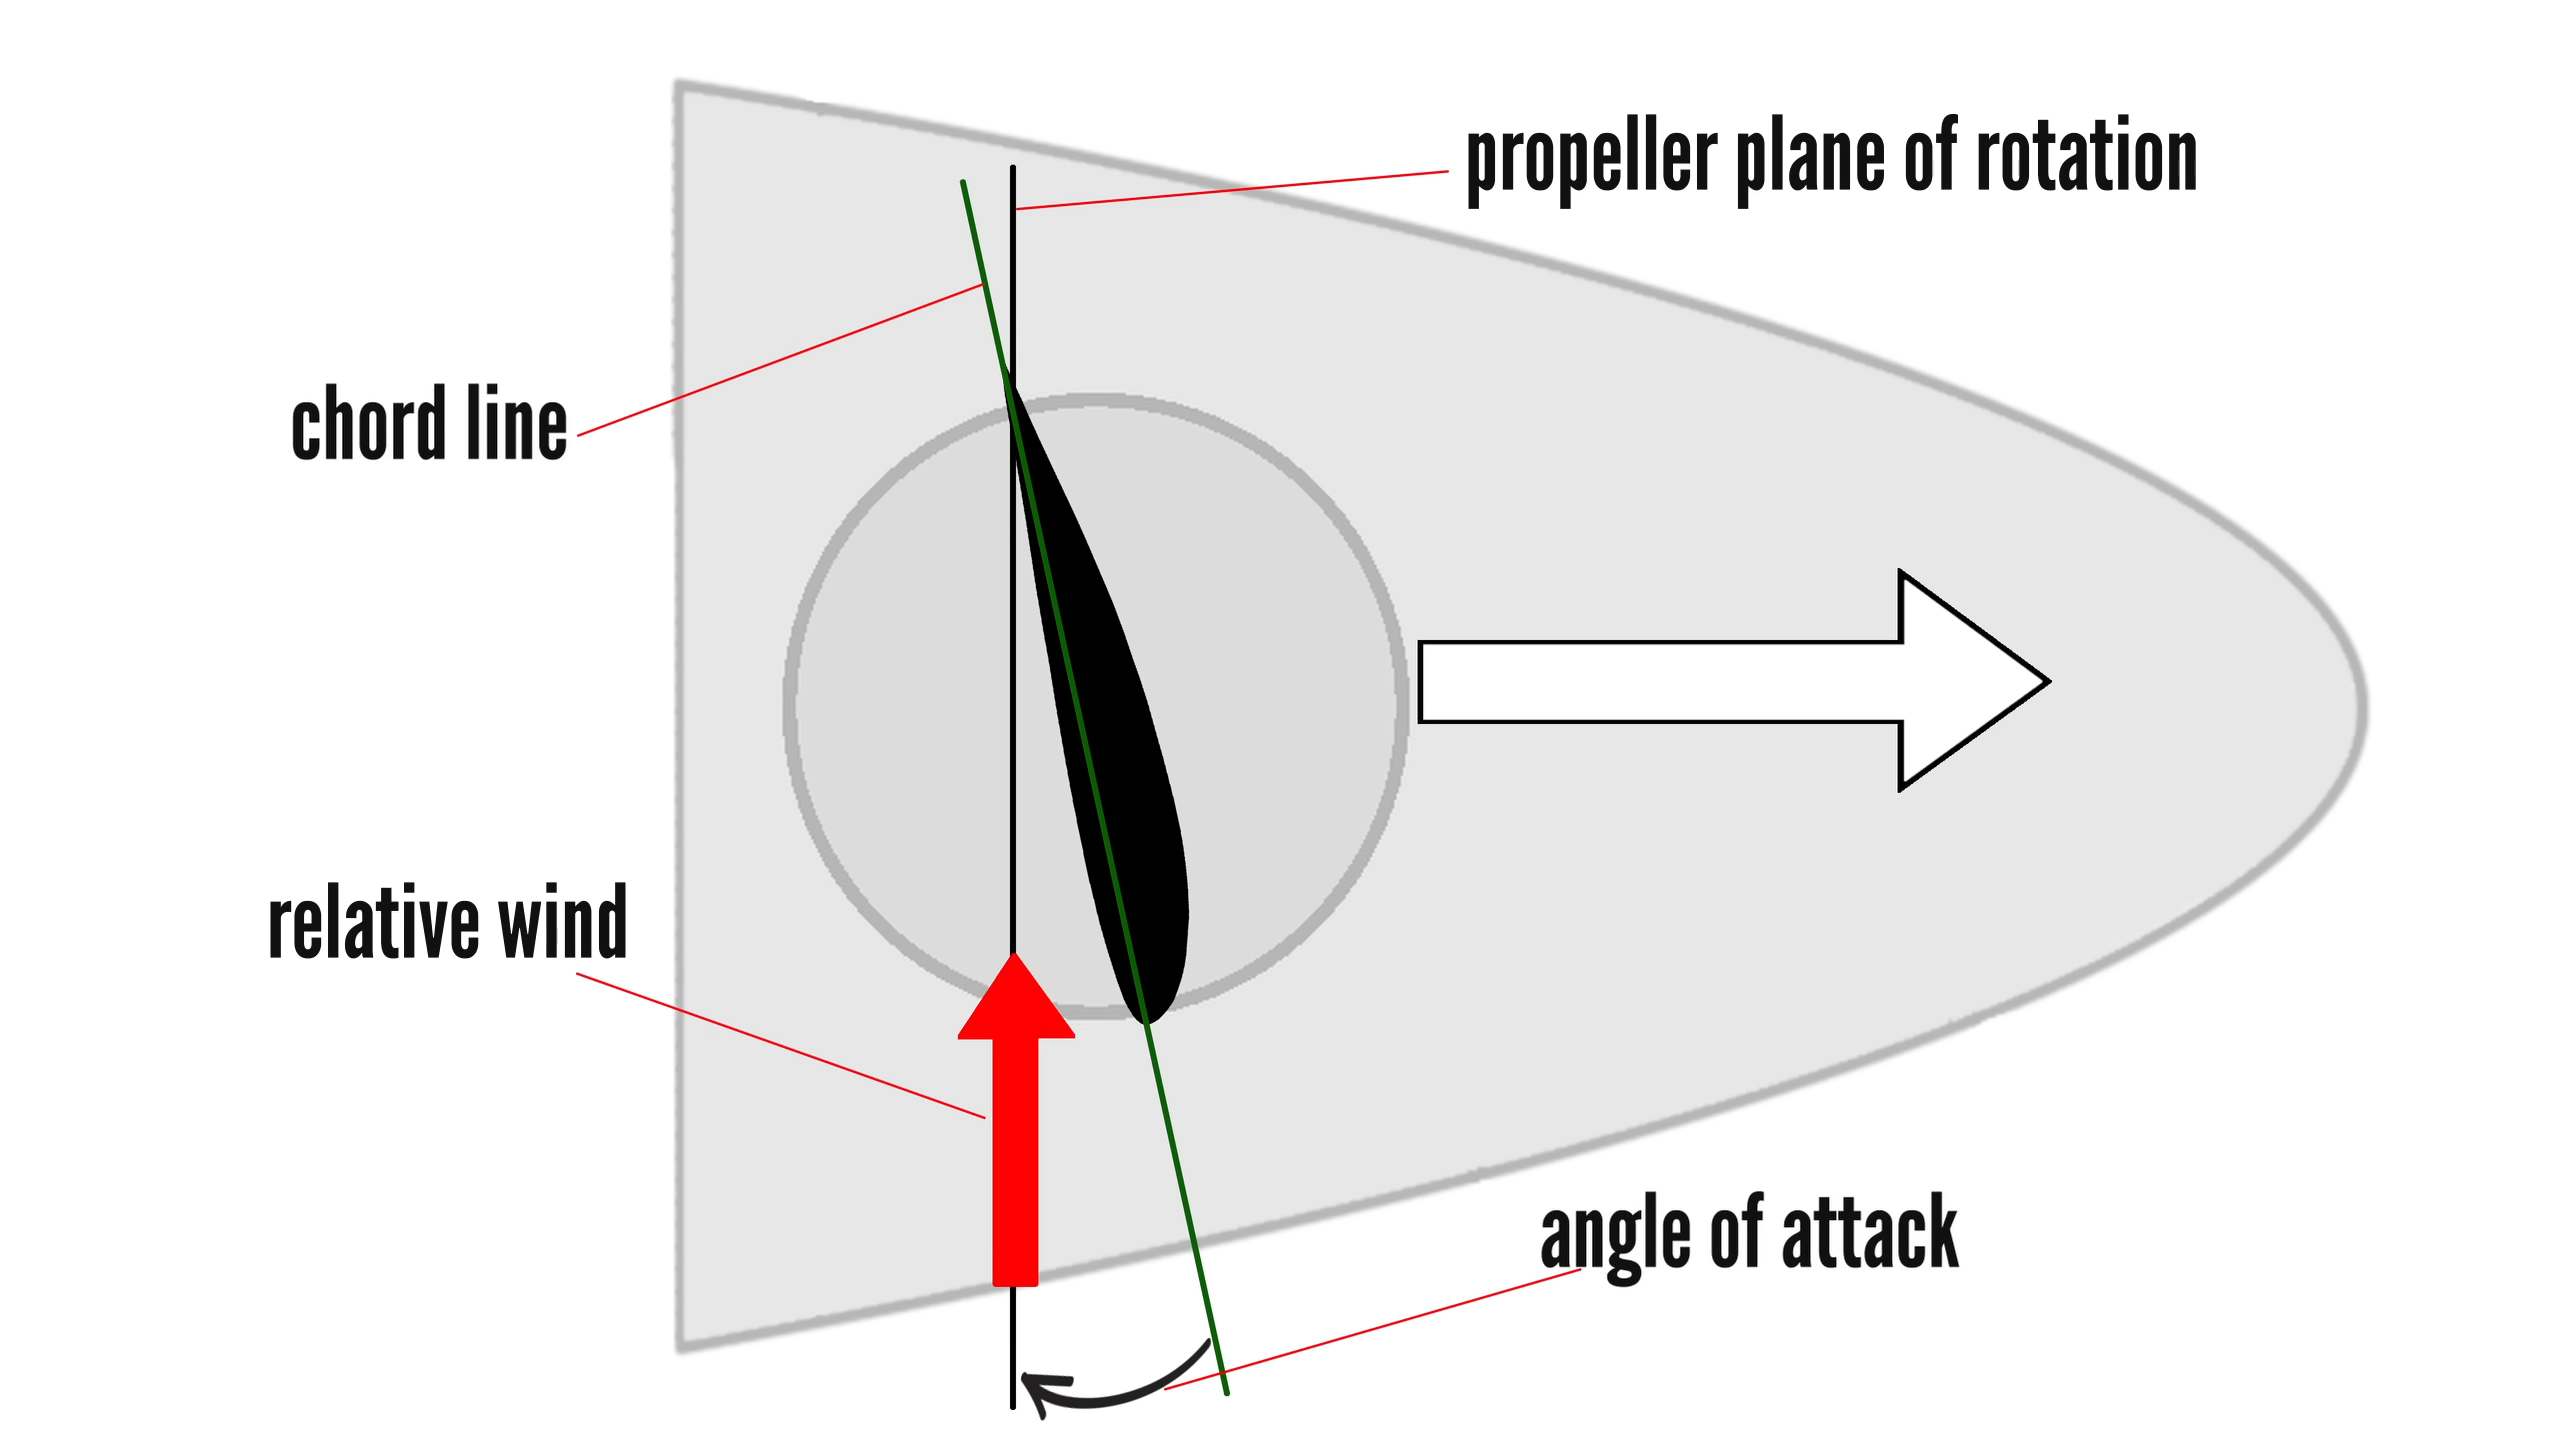 propeller plane of rotation
chord line
relative wind
angle of attack